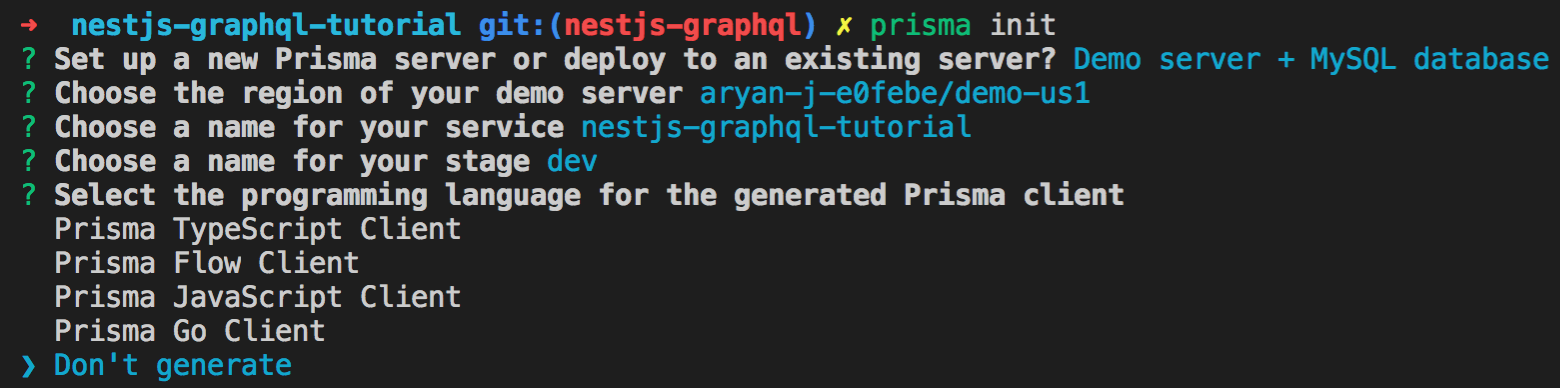 ➜  nestjs-graphql-tutorial git:(nestjs-graphql) ✗ prisma init
? Set up a new Prisma server or deploy to an existing server? Demo server + MySQL database
? Choose the region of your demo server aryan-j-e0febe/demo-us1
? Choose a name for your service nestjs-graphql-tutorial
? Choose a name for your stage dev
? Select the programming language for the generated Prisma client
  Prisma TypeScript Client
  Prisma Flow Client
  Prisma JavaScript Client
  Prisma Go Client
❯ Don't generate